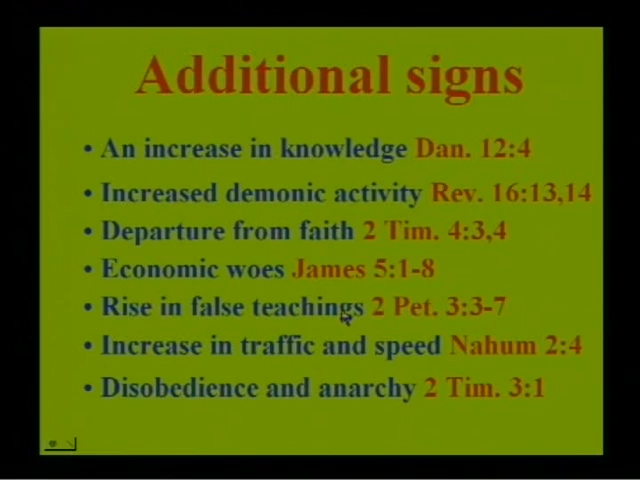 Additional signs
• An increase in knowledge Dan. 12:4
• Increased demonic activity Rev. 16:13,14
• Departure from faith 2 Tim. 4:3,4
• Economic woes James 5:1-8
• Rise in false teachings 2 Pet. 3:3-7
• Increase in traffic and speed Nahum 2:4
• Disobedience and anarchy 2 Tim. 3:1